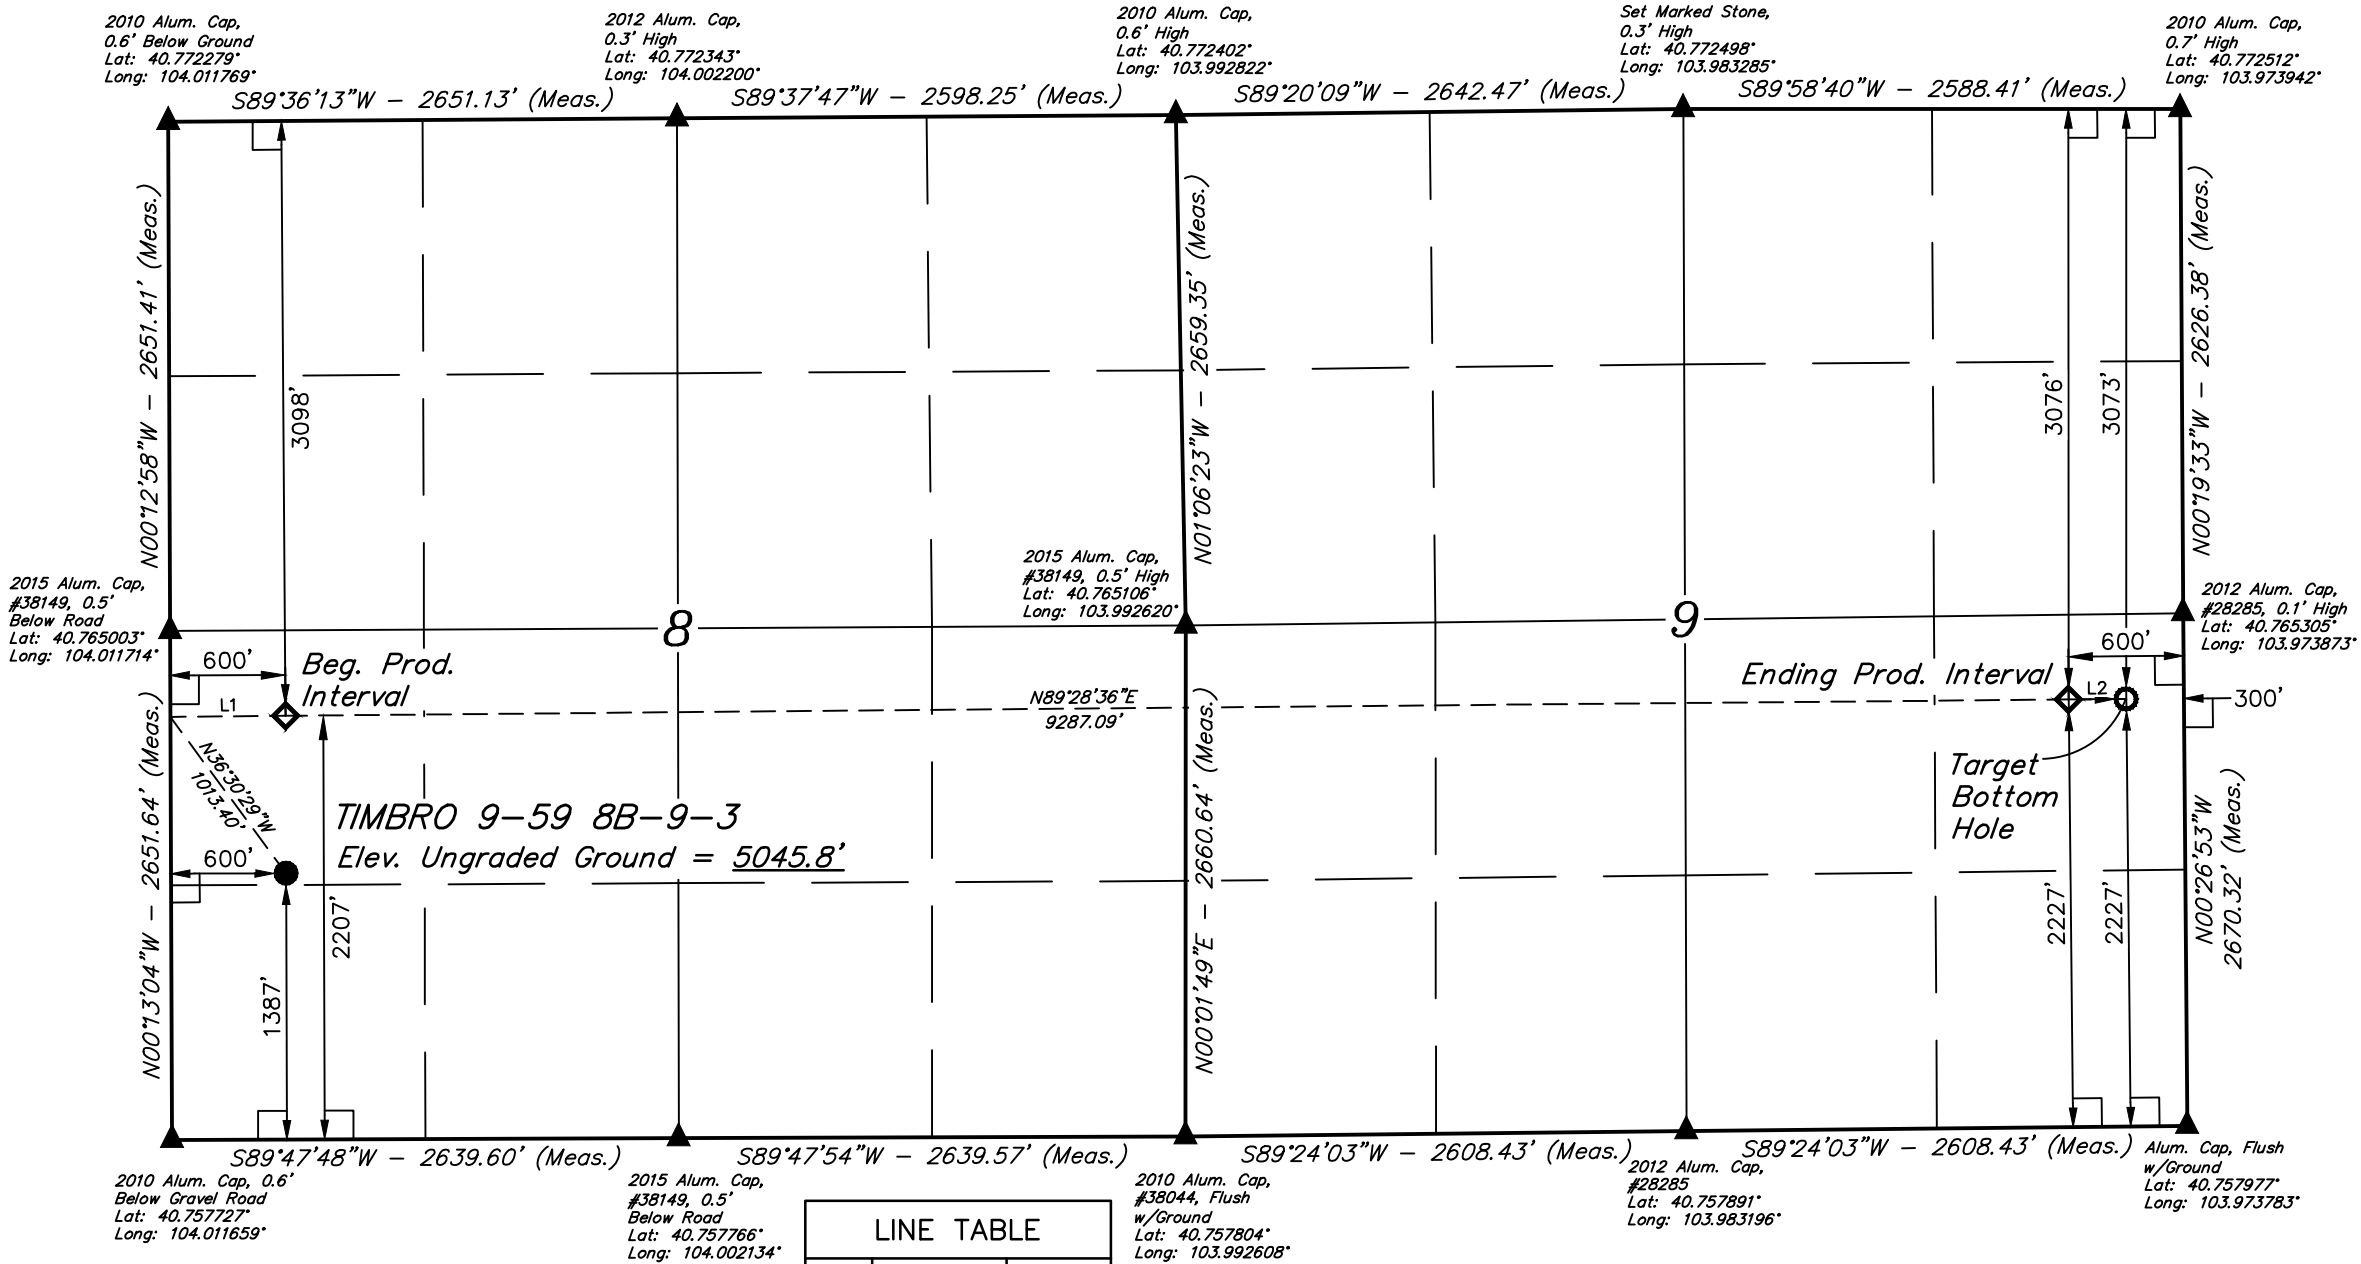 2010 Alum. Cap,
0.6' Below Ground
Lat: 40.772279°
Long: 104.011769°
2012 Alum. Cap,
0.3' High
Lat: 40.772343°
Long: 104.002200°
2010 Alum. Cap,
0.6' High
Lat: 40.772402°
Long: 103.992822°
Set Marked Stone,
0.3' High
Lat: 40.772498°
Long: 103.983285°
2010 Alum. Cap,
0.7' High
Lat: 40.772512°
Long: 103.973942°
S89°36'13"W - 2651.13' (Meas.)
S89°37'47"W - 2598.25' (Meas.)
S89°20'09"W - 2642.47' (Meas.)
S89°58'40"W - 2588.41' (Meas.)
N00°12'58"W - 2651.41' (Meas.)
3098'
N01°06'23"W - 2659.35' (Meas.)
3076'
3073'
N00°19'33"W - 2626.38' (Meas.)
2015 Alum. Cap,
#38149, 0.5'
Below Road
Lat: 40.765003°
Long: 104.011714°
8
2015 Alum. Cap,
#38149, 0.5' High
Lat: 40.765106°
Long: 103.992620°
9
2012 Alum. Cap,
#28285, 0.1' High
Lat: 40.765305°
Long: 103.973873°
600'
Beg. Prod.
Interval
L1
N89°28'36"E
9287.09'
Ending Prod. Interval
600'
L2
300'
N36°30'29"W
1013.40'
Target
Bottom
Hole
TIMBRO 9-59 8B-9-3
Elev. Ungraded Ground = 5045.8'
600'
N00°13'04"W - 2651.64' (Meas.)
1387'
2207'
N00°01'49"E - 2660.64' (Meas.)
2227'
2227'
N00°26'53"W
2670.32' (Meas.)
S89°47'48"W - 2639.60' (Meas.)
S89°47'54"W - 2639.57' (Meas.)
S89°24'03"W - 2608.43' (Meas.)
S89°24'03"W - 2608.43' (Meas.)
2010 Alum. Cap, 0.6'
Below Gravel Road
Lat: 40.757727°
Long: 104.011659°
2015 Alum. Cap,
#38149, 0.5'
Below Road
Lat: 40.757766°
Long: 104.002134°
LINE TABLE
2010 Alum. Cap,
#38044, Flush
w/Ground
Lat: 40.757804°
Long: 103.992608°
2012 Alum. Cap,
#28285
Lat: 40.757891°
Long: 103.983196°
Alum. Cap, Flush
w/Ground
Lat: 40.757977°
Long: 103.973783°